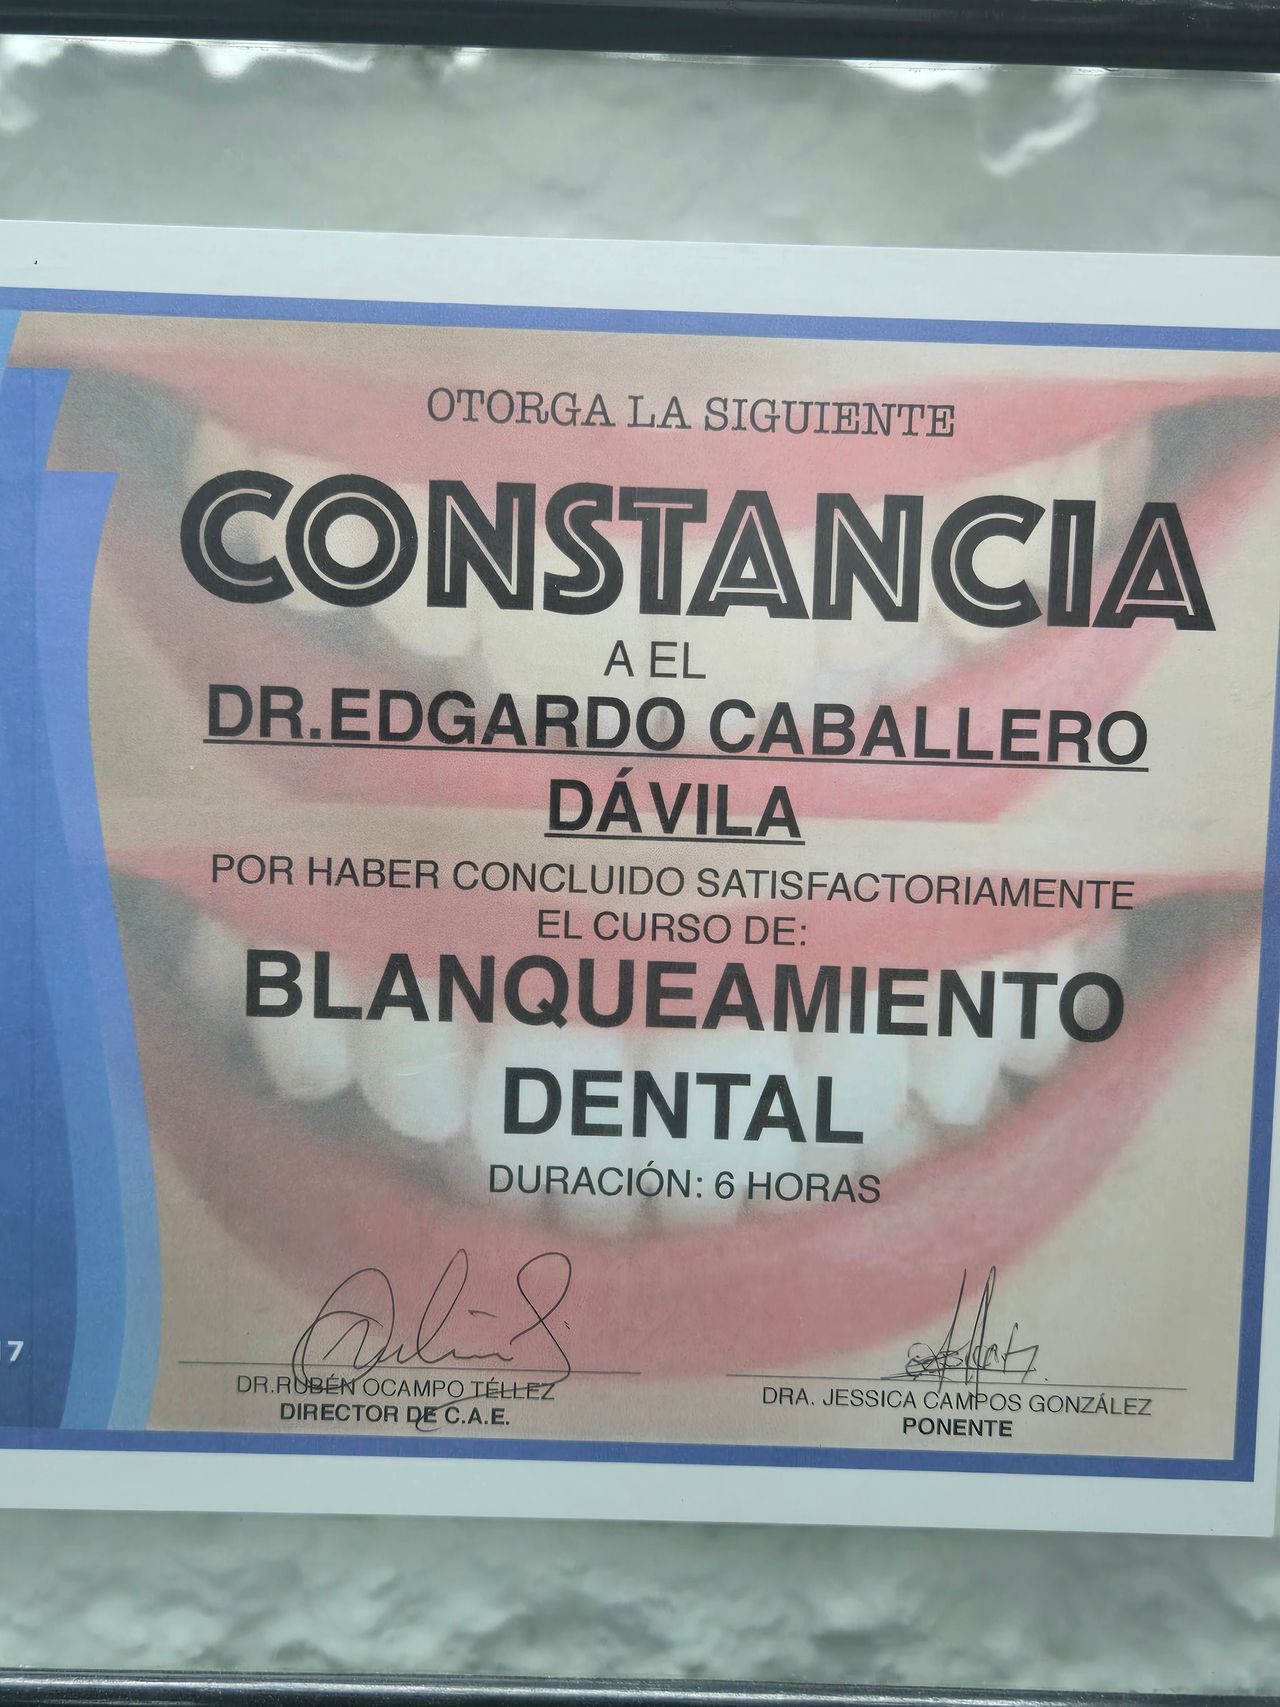 OTORGA LA SIGUIENTE
CONSTANCIA
A EL
DR.EDGARDO CABALLERO
DÁVILA
POR HABER CONCLUIDO SATISFACTORIAMENTE
EL CURSO DE:
BLANQUEAMIENTO
DENTAL
DURACIÓN: 6 HORAS
17
DR.RUBÉN OCAMPO TÉLLEZ
DIRECTOR DE C.A.E.
DRA. JESSICA CAMPOS GONZÁLEZ
PONENTE